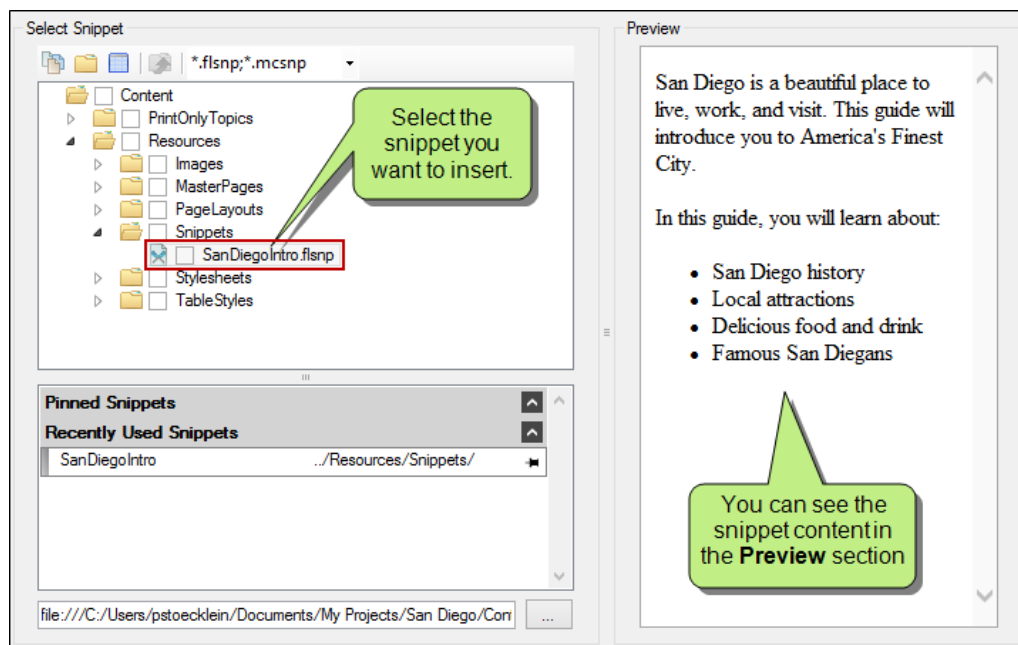 Select Snippet
*.flsnp;*.mcsnp
Content
PrintOnlyTopics
Resources
Images
MasterPages
PageLayouts
Snippets
SanDiegoIntro.flsnp
Stylesheets
TableStyles
Select the
snippet you
want to insert.
Pinned Snippets
Recently Used Snippets
SanDiegoIntro ../Resources/Snippets/
file:///C:/Users/pstoecklein/Documents/My Projects/San Diego/Con
...
Preview
San Diego is a beautiful place to
live, work, and visit. This guide will
introduce you to America's Finest
City.
In this guide, you will learn about:
• San Diego history
• Local attractions
• Delicious food and drink
• Famous San Diegans
You can see the
snippet content in
the Preview section